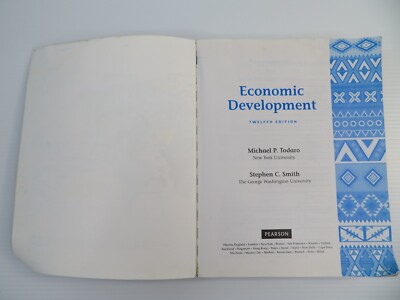 Economic
Development
TWELFTH EDITION
Michael P. Todaro
New York University
Stephen C. Smith
The George Washington University
PEARSON